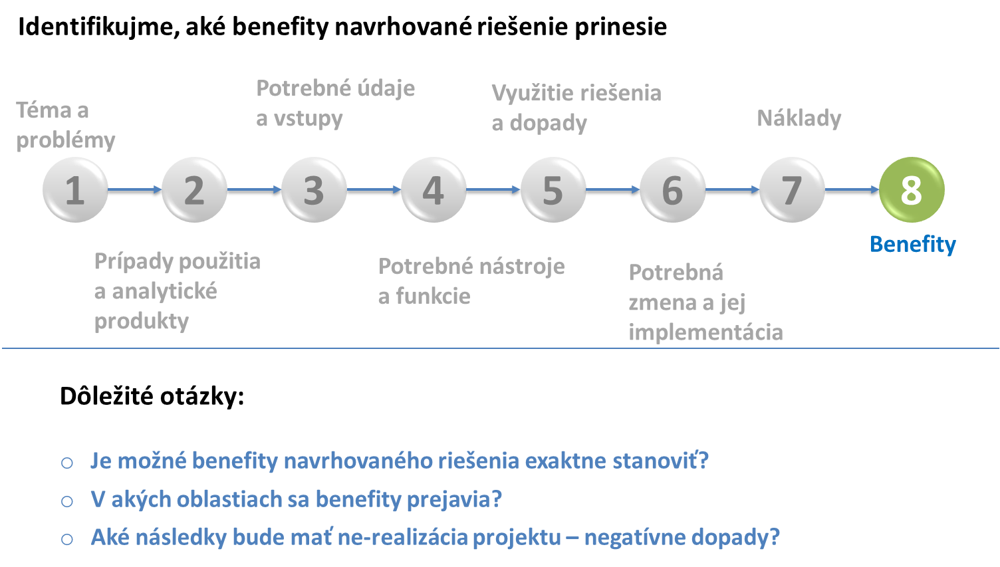 Identifikujme, aké benefity navrhované riešenie prinesie
Téma a
problémy
Potrebné údaje
a vstupy
Využitie riešenia
a dopady
Náklady
1
2
3
4
5
6
7
8
Benefity
Prípady použitia
a analytické
produkty
Potrebné nástroje
a funkcie
Potrebná
zmena a jej
implementácia
Dôležité otázky:
o Je možné benefity navrhovaného riešenia exaktne stanoviť?
o V akých oblastiach sa benefity prejavia?
o Aké následky bude mať ne-realizácia projektu – negatívne dopady?